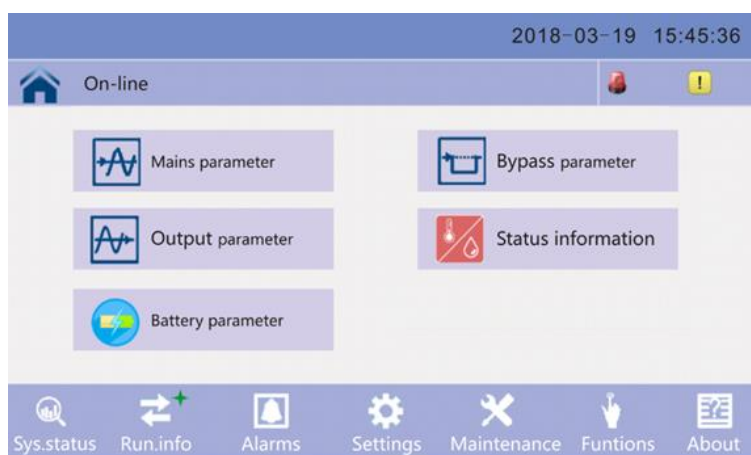 2018-03-19 15:45:36
On-line
!
Mains parameter
Bypass parameter
Output parameter
Status information
Battery parameter
Sys.status Run.info Alarms Settings Maintenance Funtions About